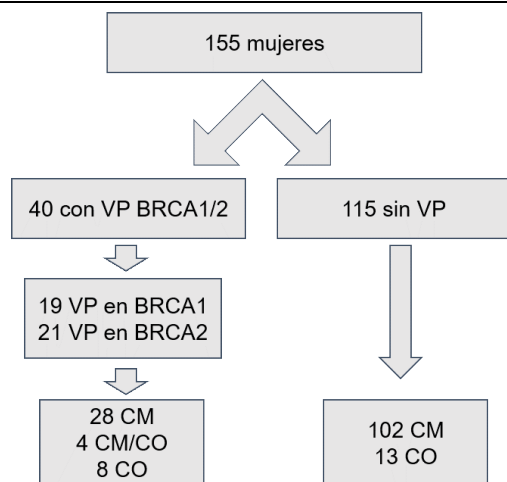 155 mujeres
40 con VP BRCA1/2
115 sin VP
19 VP en BRCA1
21 VP en BRCA2
28 CM
4 CM/CO
8 CO
102 CM
13 CO